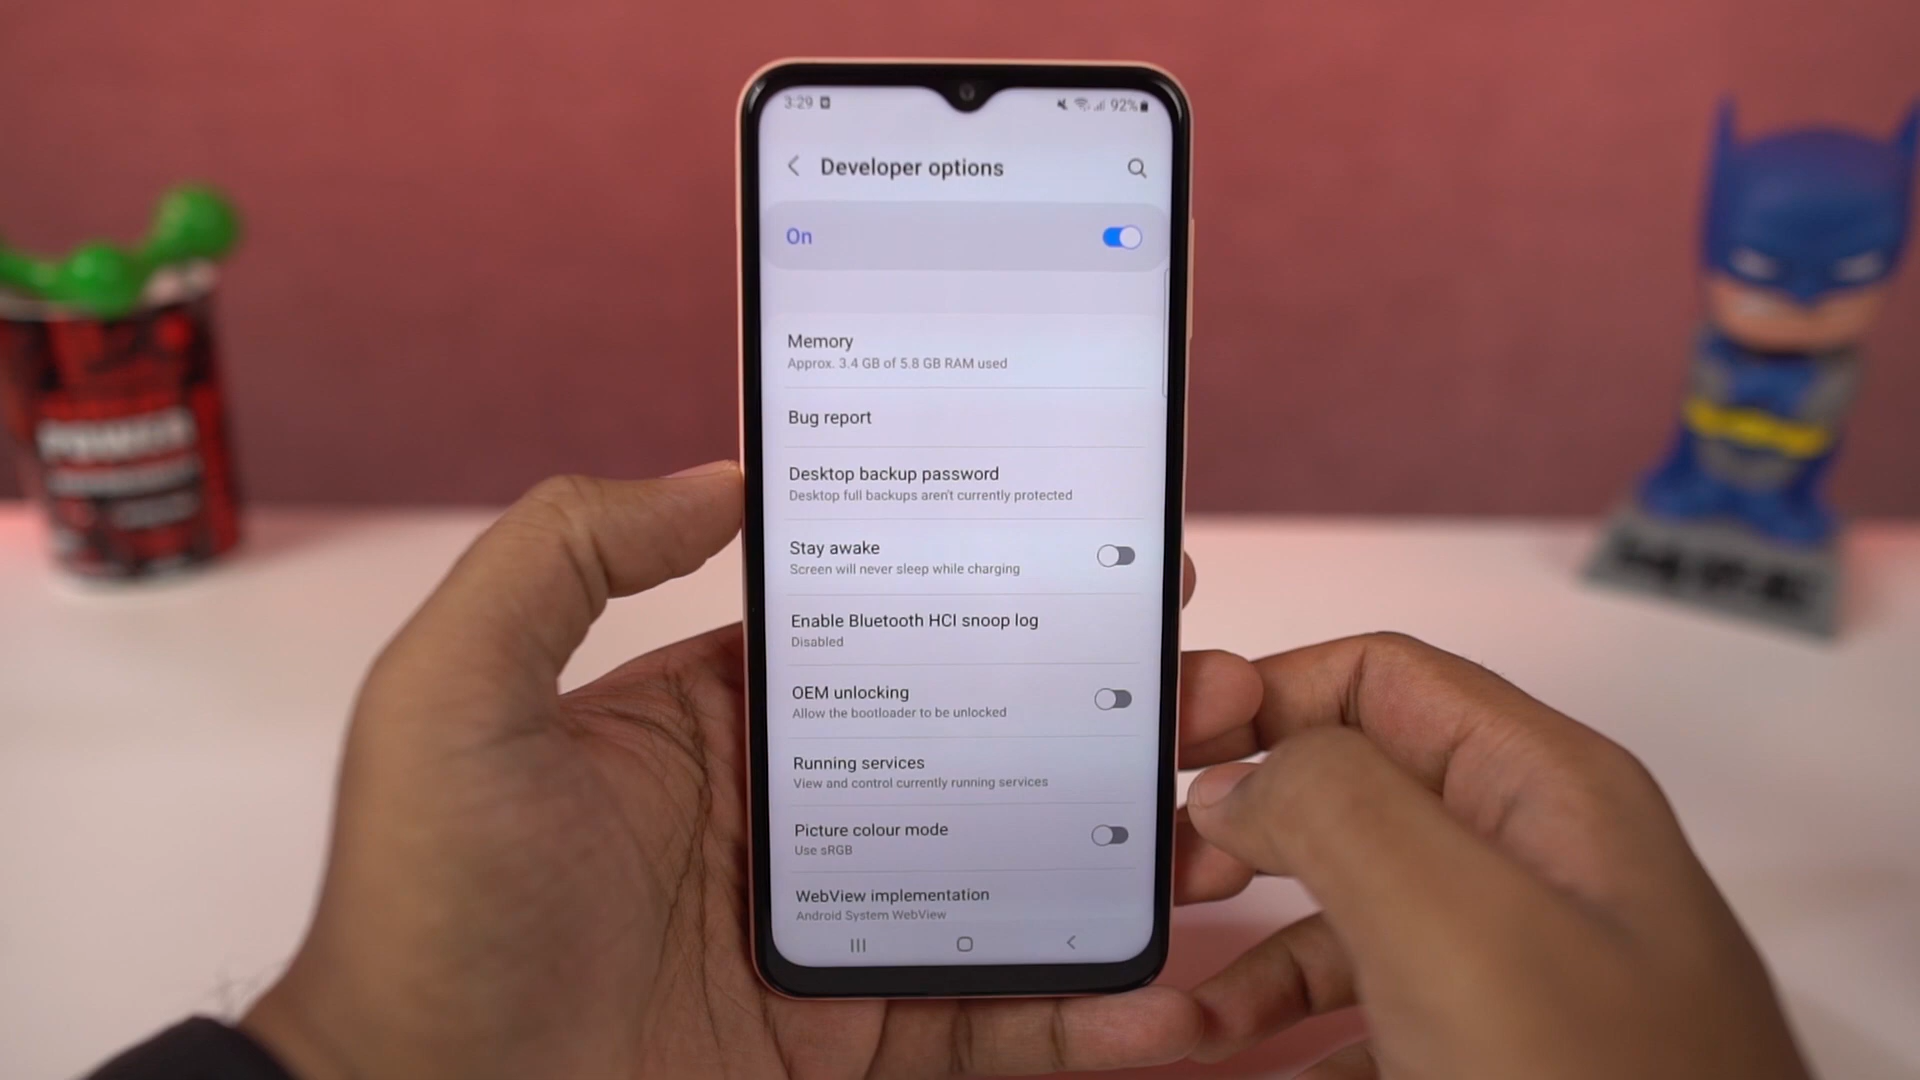 3:29
92%
Developer options
On
Memory
Approx. 3.4 GB of 5.8 GB RAM used
Bug report
Desktop backup password
Desktop full backups aren't currently protected
Stay awake
Screen will never sleep while charging
Enable Bluetooth HCI snoop log
Disabled
OEM unlocking
Allow the bootloader to be unlocked
Running services
View and control currently running services
Picture colour mode
Use sRGB
WebView implementation
Android System WebView